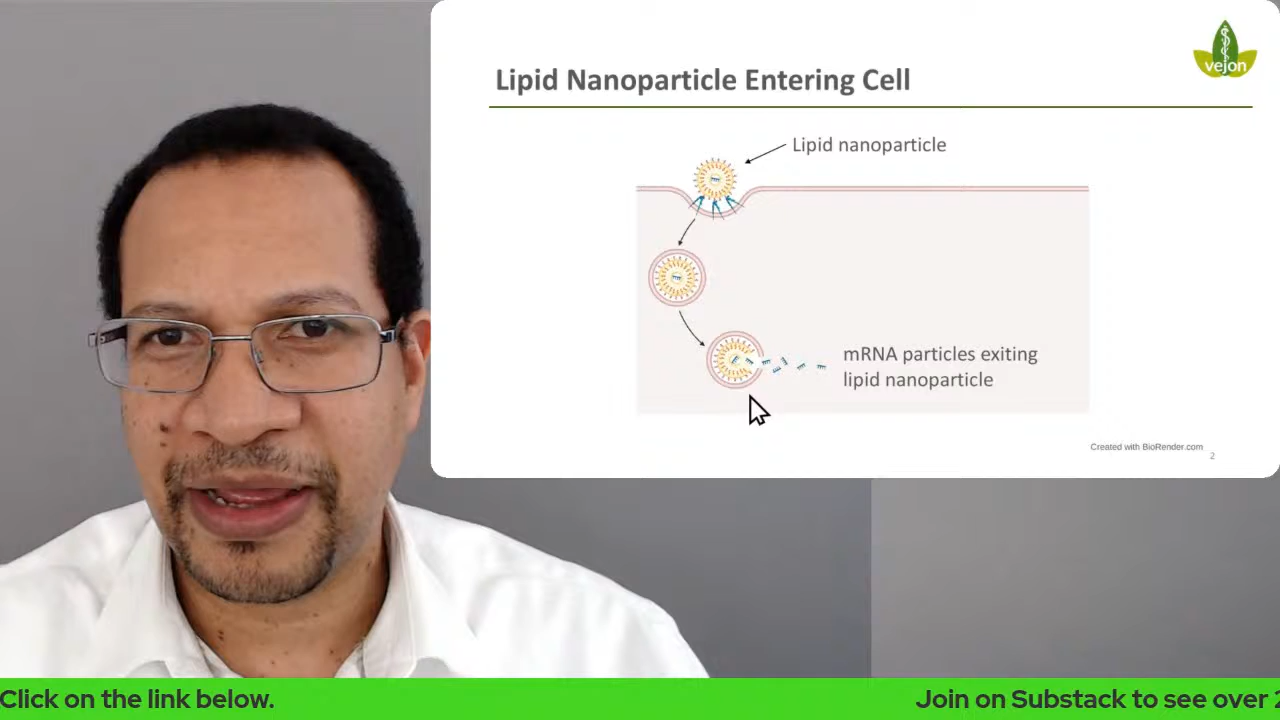 vejon
Lipid Nanoparticle Entering Cell
Lipid nanoparticle
mRNA particles exiting
lipid nanoparticle
Created with BioRender.com
2
Click on the link below.
Join on Substack to see over